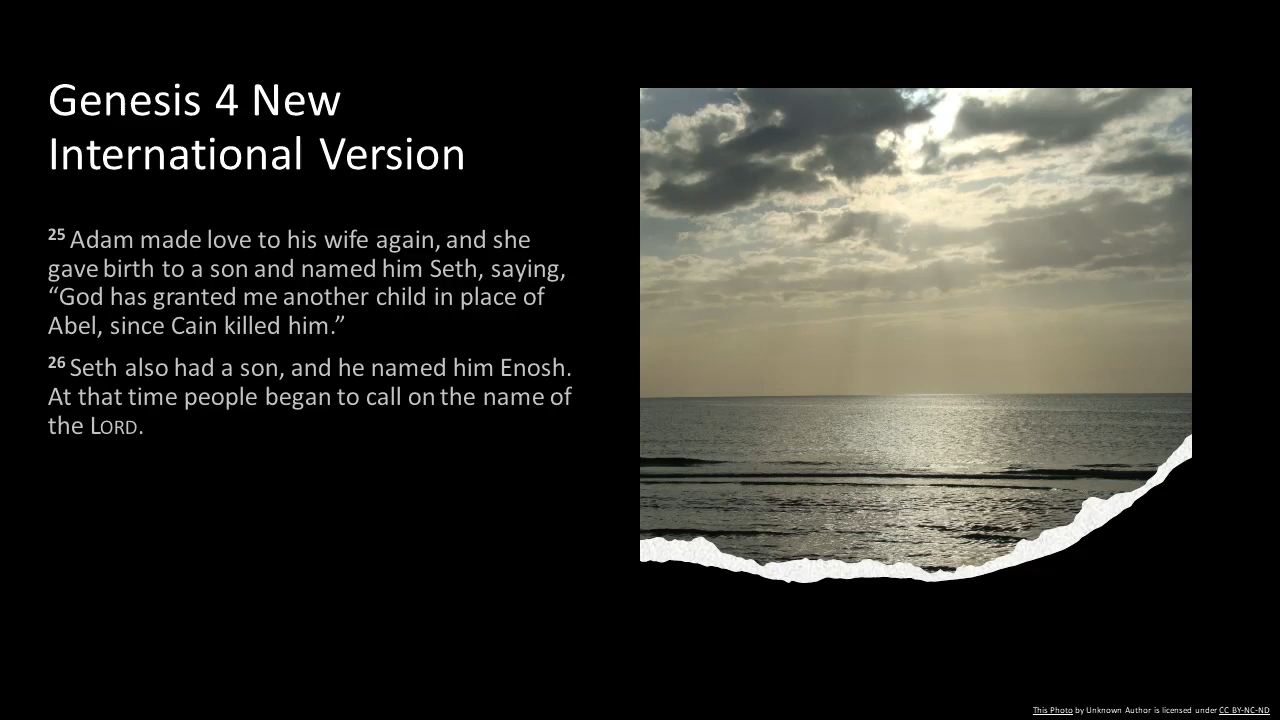 Genesis 4 New
International Version
25 Adam made love to his wife again, and she
gave birth to a son and named him Seth, saying,
“God has granted me another child in place of
Abel, since Cain killed him.”
26 Seth also had a son, and he named him Enosh.
At that time people began to call on the name of
the LORD.
This Photo by Unknown Author is licensed under CC BY-NC-ND